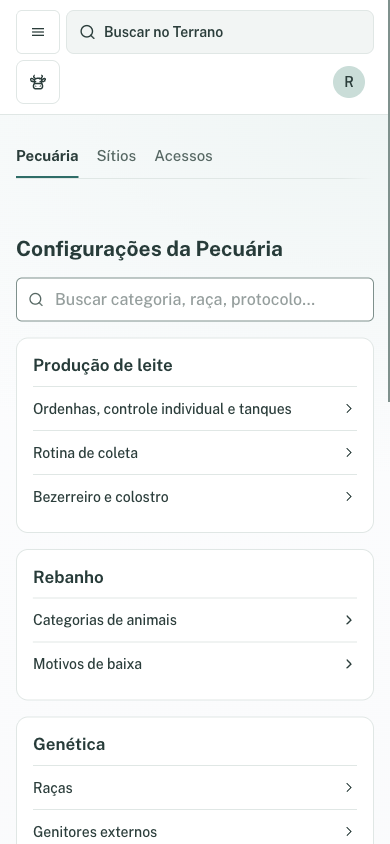 Buscar no Terrano
R
Pecuária Sítios Acessos
Configurações da Pecuária
Buscar categoria, raça, protocolo...
Produção de leite
Ordenhas, controle individual e tanques
Rotina de coleta
Bezerreiro e colostro
Rebanho
Categorias de animais
Motivos de baixa
Genética
Raças
Genitores externos